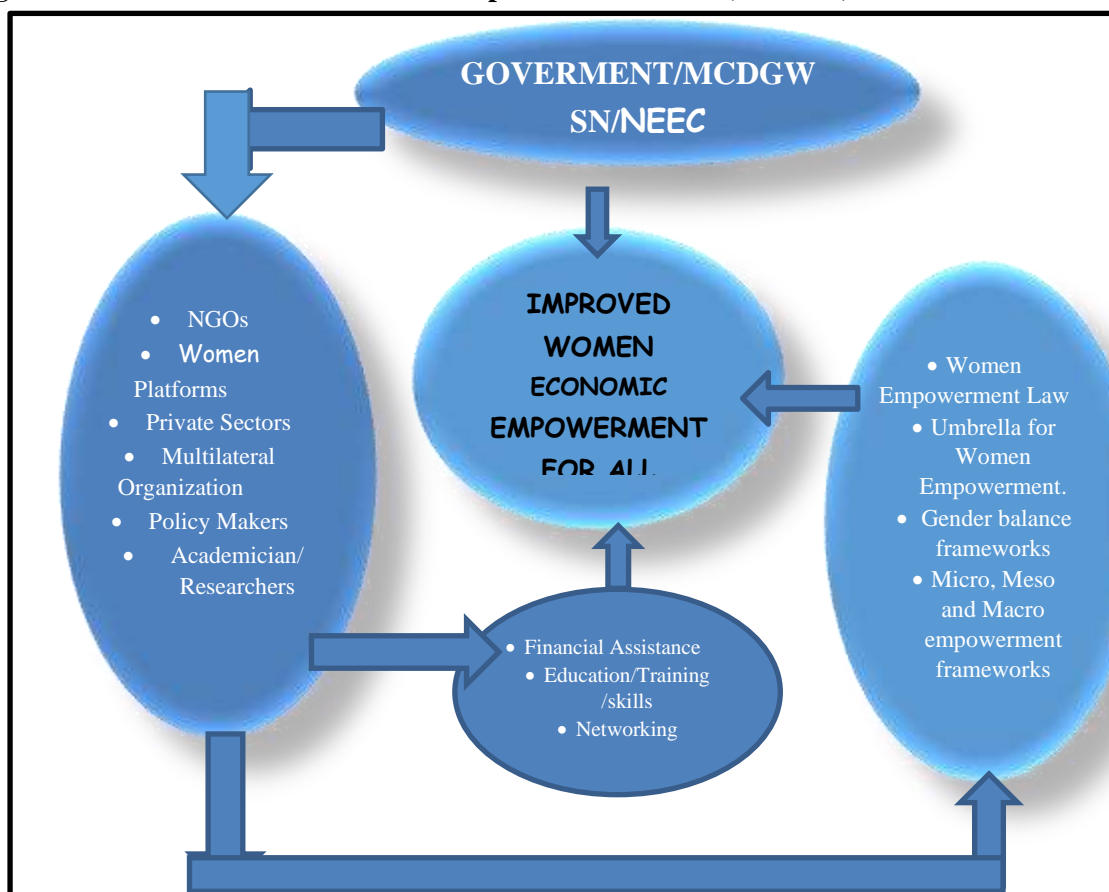 GOVERMENT/MCDGW
SN/NEEC
• NGOs
• Women
Platforms
• Private Sectors
• Multilateral
Organization
• Policy Makers
• Academician/
Researchers
IMPROVED
WOMEN
ECONOMIC
EMPOWERMENT
FOR ALL
• Women
Empowerment Law
• Umbrella for
Women
Empowerment.
• Gender balance
frameworks
• Micro, Meso
and Macro
empowerment
frameworks
• Financial Assistance
• Education/Training
/skills
• Networking